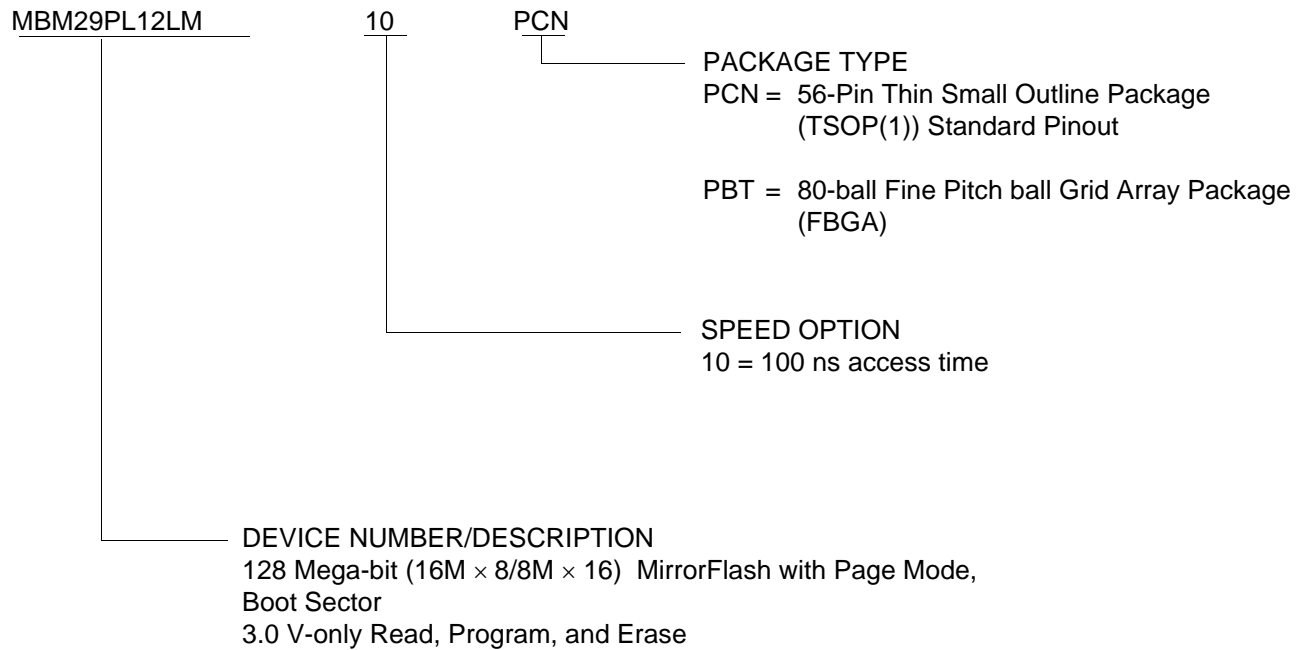 MBM29PL12LM 10 PCN
PACKAGE TYPE
PCN = 56-Pin Thin Small Outline Package
(TSOP(1)) Standard Pinout
PBT = 80-ball Fine Pitch ball Grid Array Package
(FBGA)
SPEED OPTION
10 = 100 ns access time
DEVICE NUMBER/DESCRIPTION
128 Mega-bit (16M × 8/8M × 16) MirrorFlash with Page Mode,
Boot Sector
3.0 V-only Read, Program, and Erase